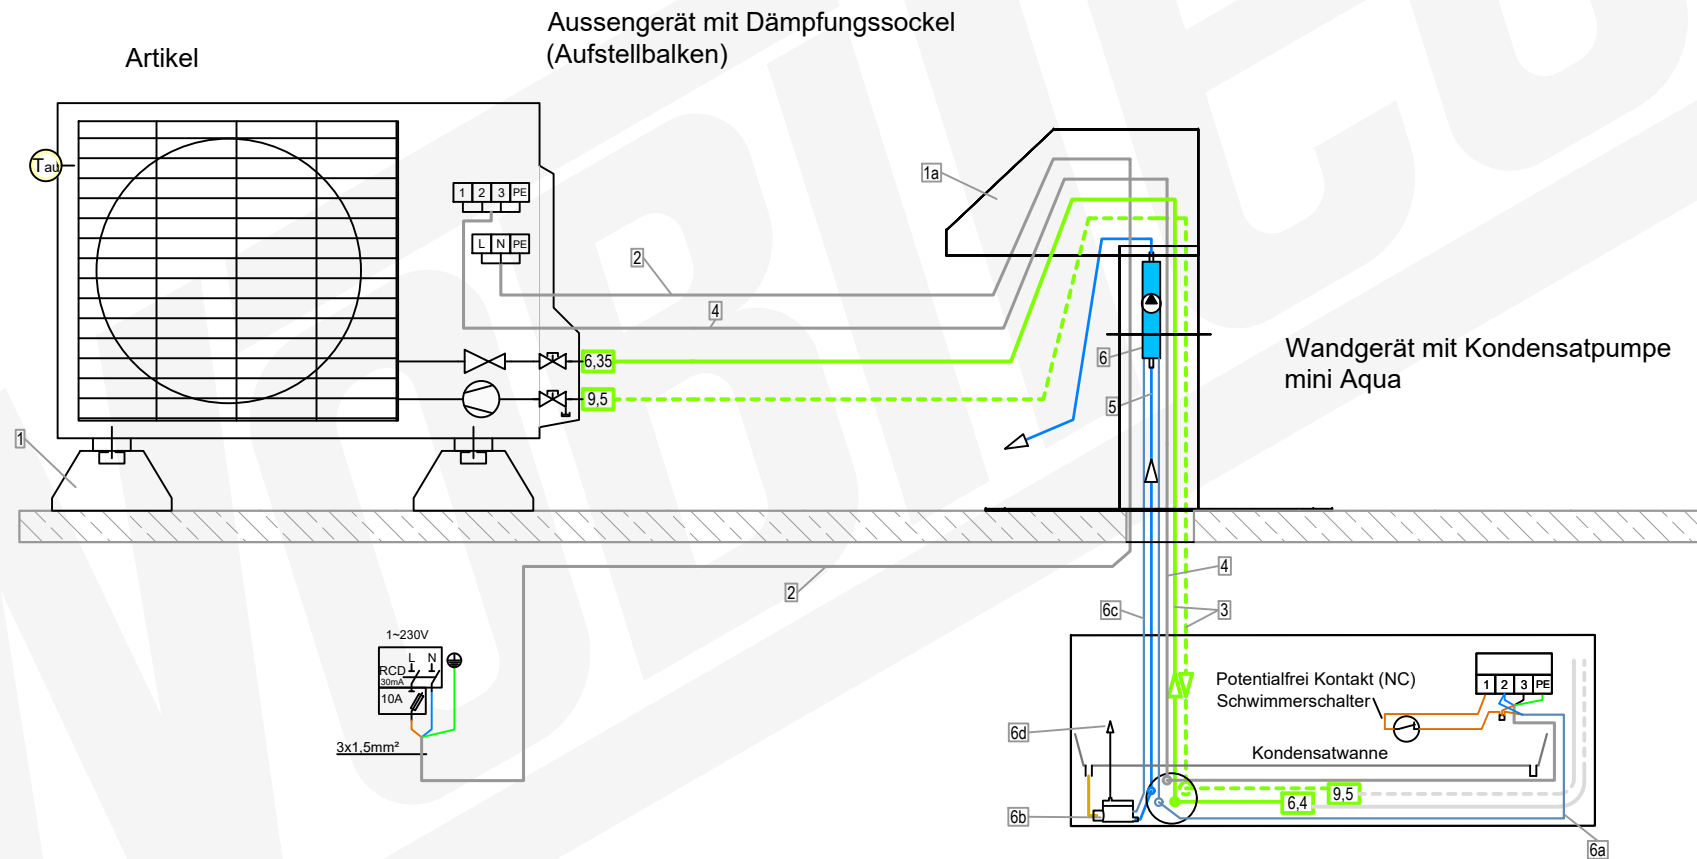 Aussengerät mit Dämpfungssockel
(Aufstellbalken)
Artikel
Tau
1 2 3 PE
L N PE
1a
2
4
6,35
9,5
6
5
Wandgerät mit Kondensatpumpe
mini Aqua
1
2
4
3
6c
1~230V
L N
RCD
30mA
10A
3x1,5mm²
Potentialfrei Kontakt (NC)
Schwimmerschalter
1 2 3 PE
6d
Kondensatwanne
6,4
9,5
6b
6a